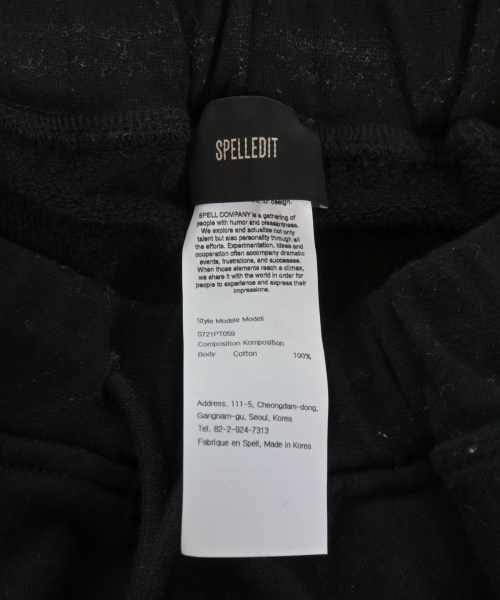 SPELLEDIT
or design.
SPELL COMPANY is a gathering of
people with humor and pleasantness.
We explore and actualize not only
talent but also personality through all
the efforts. Experimentation, ideas and
cooperation often accompany dramatic
events, frustrations, and successes.
When those elements reach a climax,
we share it with the world in order for
people to experience and express their
impressions.
Style Modele Modell
S721PT059
Composition Komposition
Body Cotton 100%
Address. 111-5, Cheongdam-dong,
Gangnam-gu, Seoul, Korea
Tel. 82-2-924-7313
Fabrique en Spell, Made in Korea